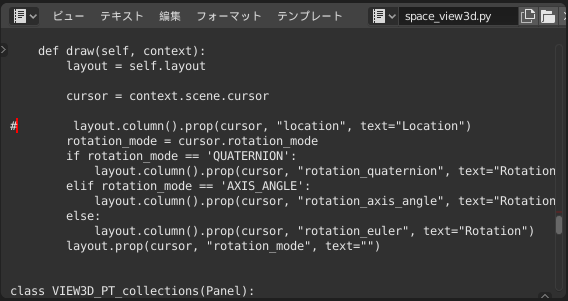 ビュー テキスト 編集 フォーマット テンプレート space_view3d.py
def draw(self, context):
layout = self.layout
cursor = context.scene.cursor
# layout.column().prop(cursor, "location", text="Location")
rotation_mode = cursor.rotation_mode
if rotation_mode == 'QUATERNION':
layout.column().prop(cursor, "rotation_quaternion", text="Rotation
elif rotation_mode == 'AXIS_ANGLE':
layout.column().prop(cursor, "rotation_axis_angle", text="Rotation
else:
layout.column().prop(cursor, "rotation_euler", text="Rotation")
layout.prop(cursor, "rotation_mode", text="")
class VIEW3D_PT_collections(Panel):